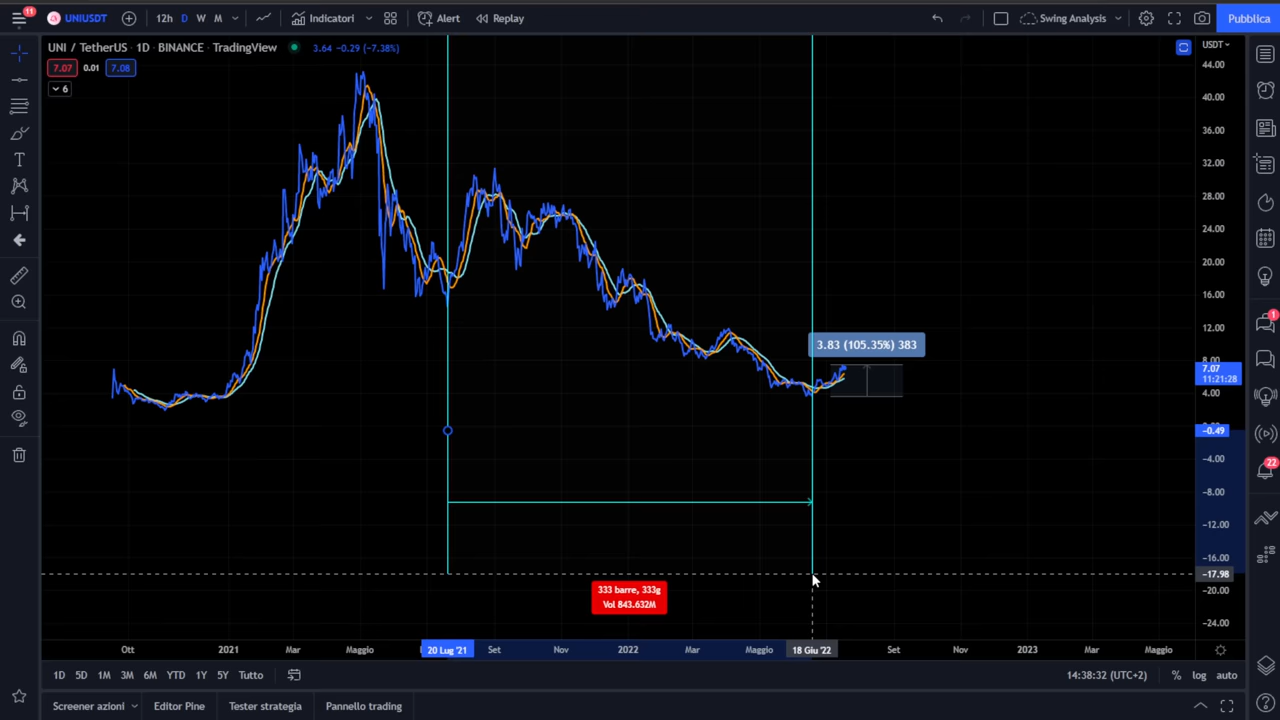 11
UNIUSDT
12h D W M
Indicatori
Alert
Replay
Swing Analysis
Pubblica
UNI / TetherUS · 1D · BINANCE · TradingView
3.64 −0.29 (−7.38%)
USDT
7.07 0.01 7.08
6
44.00
40.00
36.00
32.00
28.00
24.00
20.00
16.00
12.00
8.00
7.07
11:21:28
4.00
−0.49
−4.00
−8.00
−12.00
−16.00
−17.98
−20.00
−24.00
3.83 (105.35%) 383
333 barre, 333g
Vol 843.632M
1
22
Ott 2021 Mar Maggio 20 Lug '21 Set Nov 2022 Mar Maggio 18 Giu '22 Set Nov 2023 Mar Maggio
1D 5D 1M 3M 6M YTD 1Y 5Y Tutto
14:38:32 (UTC+2) % log auto
Screener azioni Editor Pine Tester strategia Pannello trading